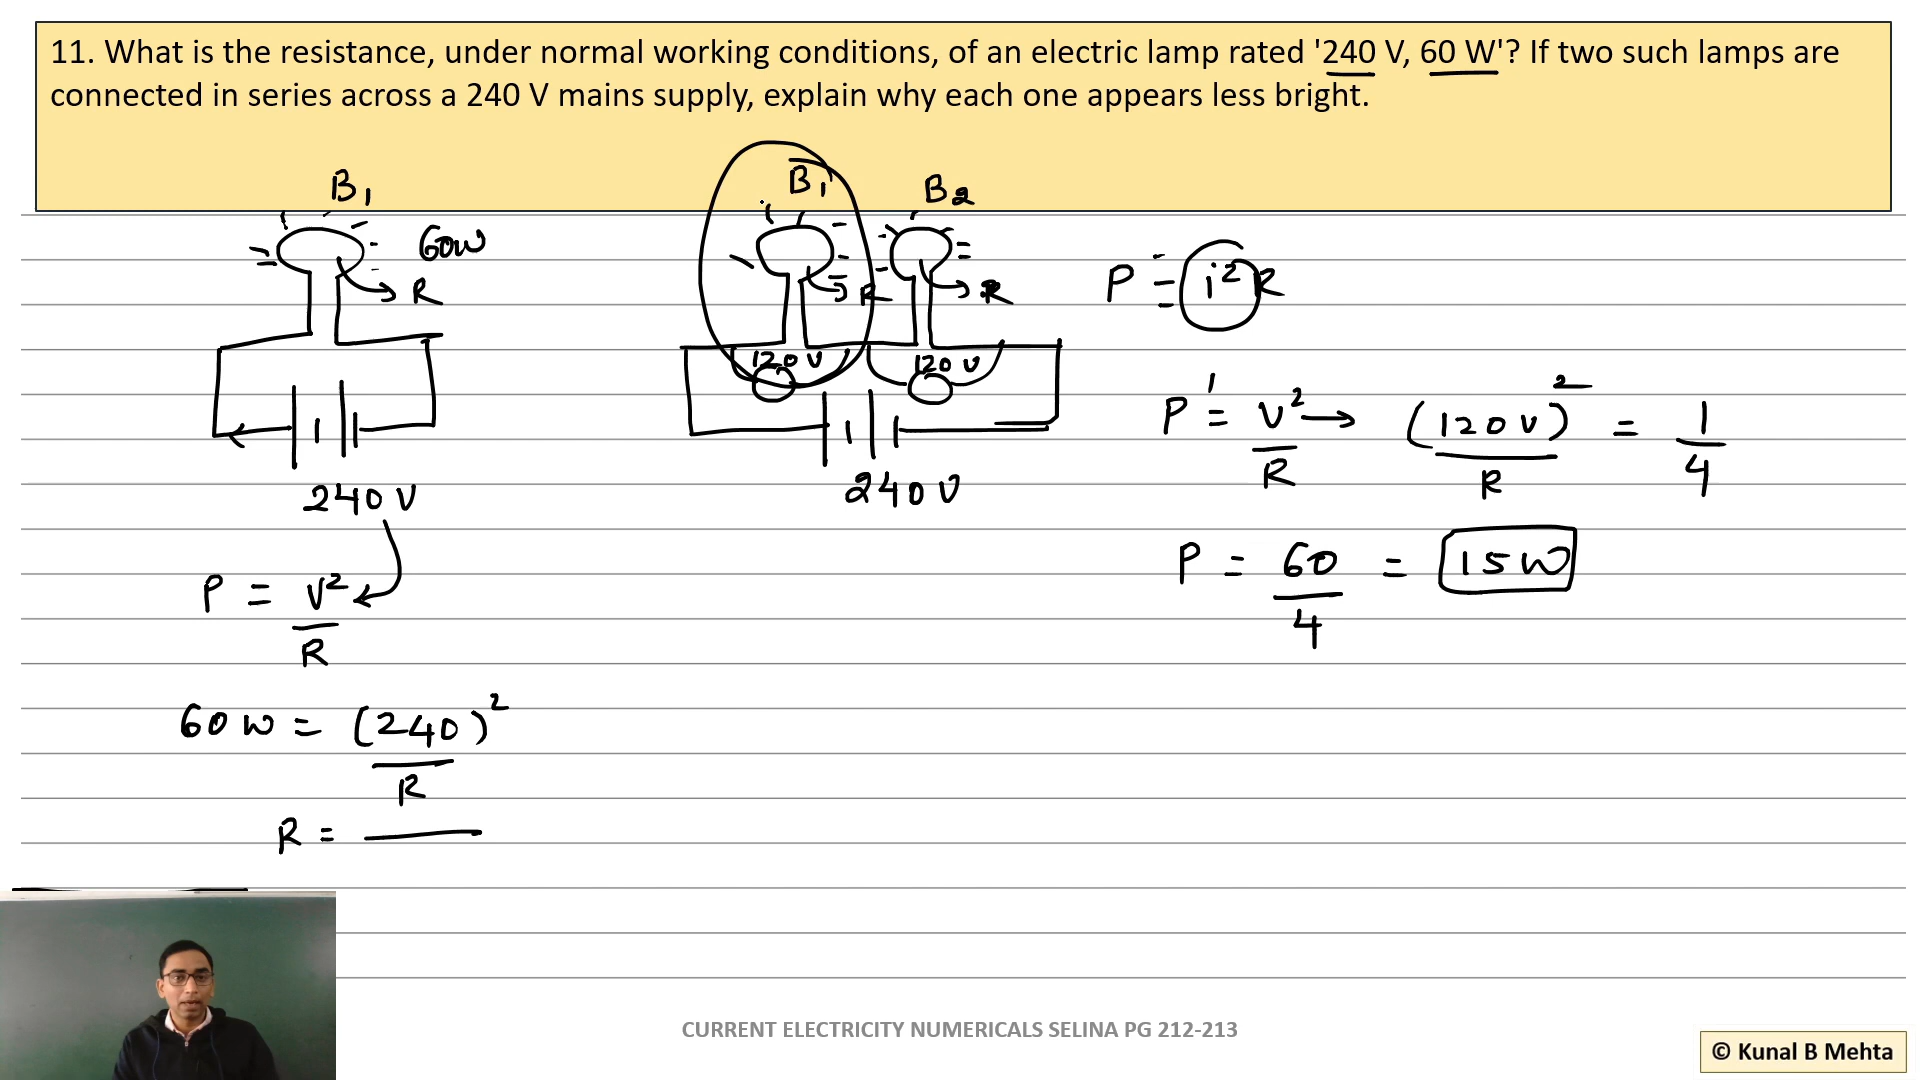 11. What is the resistance, under normal working conditions, of an electric lamp rated '240 V, 60 W'? If two such lamps are
connected in series across a 240 V mains supply, explain why each one appears less bright.
B₁
60W
R
240 V
P = V²/R
60 W = (240)²/R
R =
B₁ B₂
R R
120 V 120 V
240 V
P = i²R
P' = V²/R → (120 V)²/R = 1/4
P = 60/4 = 15 W
CURRENT ELECTRICITY NUMERICALS SELINA PG 212-213
© Kunal B Mehta